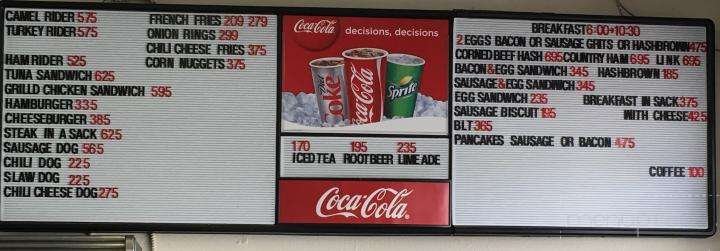 CAMEL RIDER 575
TURKEY RIDER 575
HAM RIDER 525
TUNA SANDWICH 625
GRILLD CHICKEN SANDWICH 595
HAMBURGER 335
CHEESEBURGER 385
STEAK IN A SACK 625
SAUSAGE DOG 565
CHILI DOG 225
SLAW DOG 225
CHILI CHEESE DOG 275
FRENCH FRIES 209 279
ONION RINGS 299
CHILI CHEESE FRIES 375
CORN NUGGETS 375
Coca-Cola
decisions, decisions
Coke
Coca-Cola
Sprite
170 195 235
ICED TEA ROOT BEER LIMEADE
Coca-Cola
BREAKFAST 6:00-10:30
2 EGGS BACON OR SAUSAGE GRITS OR HASHBROWN 475
CORNED BEEF HASH 695 COUNTRY HAM 695 LINK 695
BACON&EGG SANDWICH 345 HASHBROWN 185
SAUSAGE&EGG SANDWICH 345
EGG SANDWICH 235 BREAKFAST IN SACK 375
SAUSAGE BISCUIT 195 WITH CHEESE 425
BLT 365
PANCAKES SAUSAGE OR BACON 475
COFFEE 100